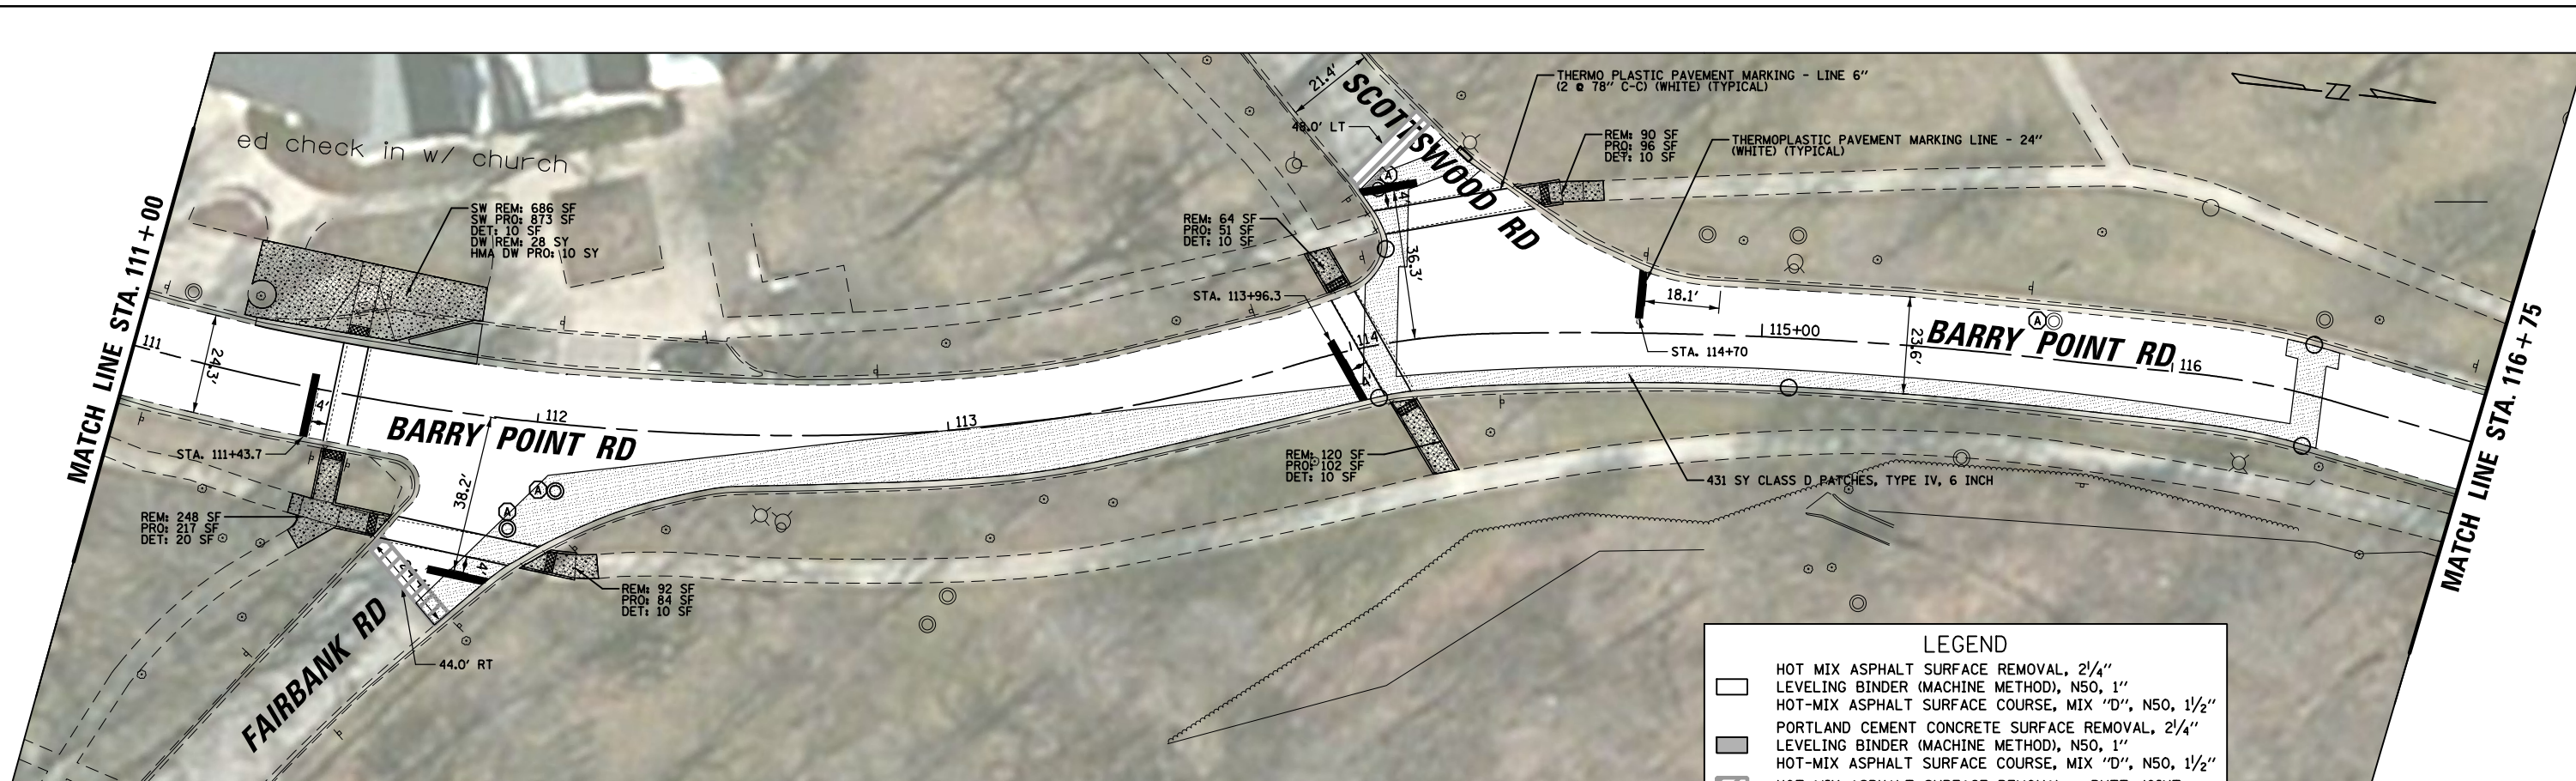 MATCH LINE STA. 111 + 00
ed check in w/ church
SW REM: 686 SF
SW PRO: 873 SF
DET: 10 SF
DW REM: 28 SY
HMA DW PRO: 10 SY
111
24.3'
4'
STA. 111+43.7
112
BARRY POINT RD
38.2'
A
A
REM: 248 SF
PRO: 217 SF
DET: 20 SF
4'
REM: 92 SF
PRO: 84 SF
DET: 10 SF
44.0' RT
FAIRBANK RD
113
21.4'
SCOTTSWOOD RD
48.0' LT
A
4'
36.3'
THERMO PLASTIC PAVEMENT MARKING - LINE 6"
(2 @ 78" C-C) (WHITE) (TYPICAL)
REM: 90 SF
PRO: 96 SF
DET: 10 SF
THERMOPLASTIC PAVEMENT MARKING LINE - 24"
(WHITE) (TYPICAL)
REM: 64 SF
PRO: 51 SF
DET: 10 SF
STA. 113+96.3
114
4'
REM: 120 SF
PRO: 102 SF
DET: 10 SF
18.1'
STA. 114+70
115+00
23.6'
A
BARRY POINT RD
116
431 SY CLASS D PATCHES, TYPE IV, 6 INCH
Z
MATCH LINE STA. 116 + 75
LEGEND
HOT MIX ASPHALT SURFACE REMOVAL, 2 1/4"
LEVELING BINDER (MACHINE METHOD), N50, 1"
HOT-MIX ASPHALT SURFACE COURSE, MIX "D", N50, 1 1/2"
PORTLAND CEMENT CONCRETE SURFACE REMOVAL, 2 1/4"
LEVELING BINDER (MACHINE METHOD), N50, 1"
HOT-MIX ASPHALT SURFACE COURSE, MIX "D", N50, 1 1/2"